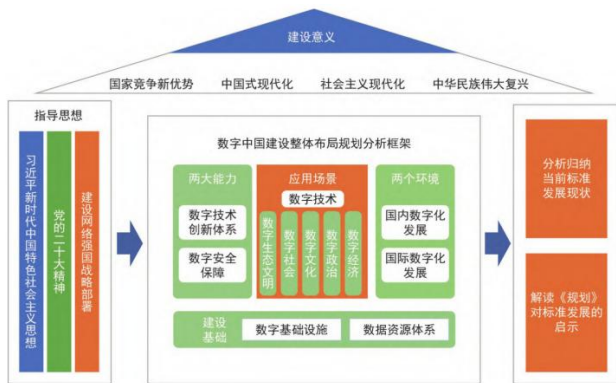 建设意义
国家竞争新优势
中国式现代化
社会主义现代化
中华民族伟大复兴
指导思想
习近平新时代中国特色社会主义思想
党的二十大精神
建设网络强国战略部署
数字中国建设整体布局规划分析框架
两大能力
数字技术
创新体系
数字安全
保障
应用场景
数字技术
数字生态文明
数字社会
数字文化
数字政治
数字经济
两个环境
国内数字化
发展
国际数字化
发展
建设
基础
数字基础设施
数据资源体系
分析归纳
当前标准
发展现状
解读《规划》
对标准发展的
启示